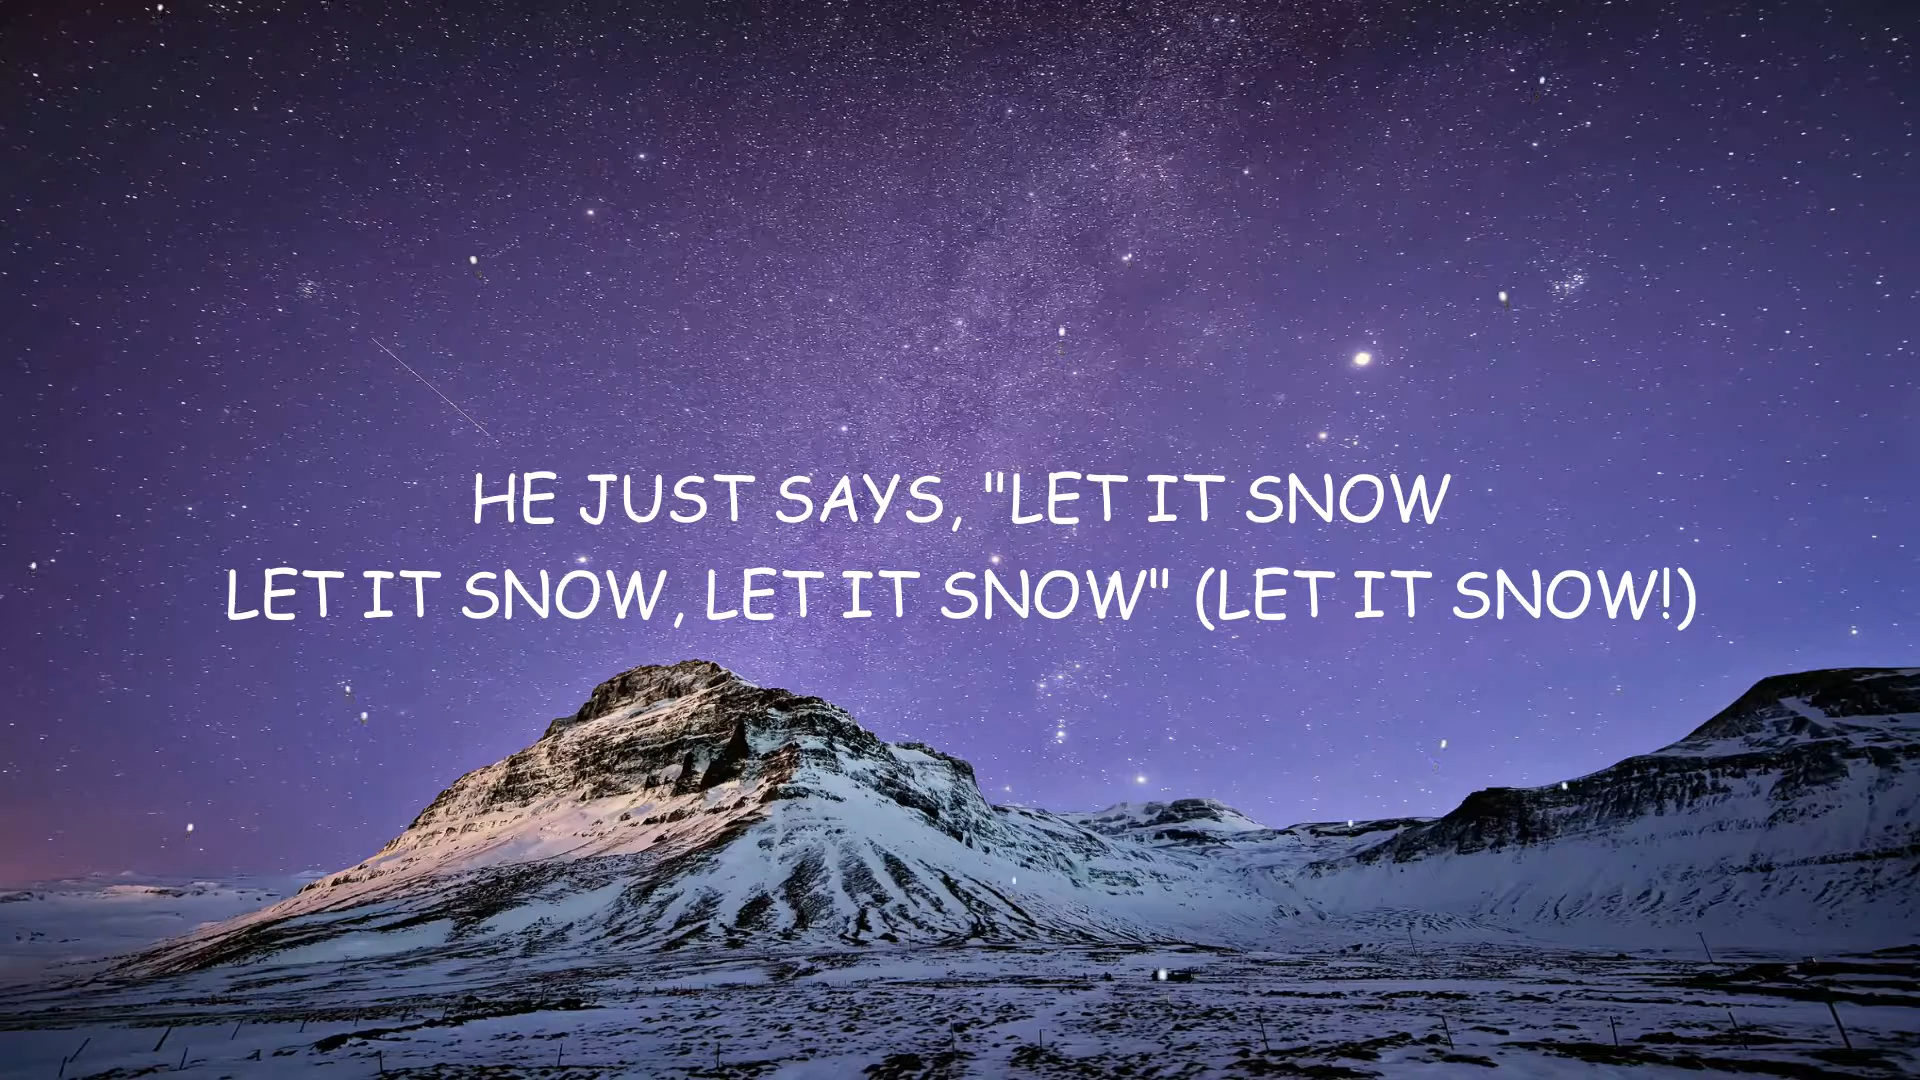 HE JUST SAYS, "LET IT SNOW
LET IT SNOW, LET IT SNOW" (LET IT SNOW!)